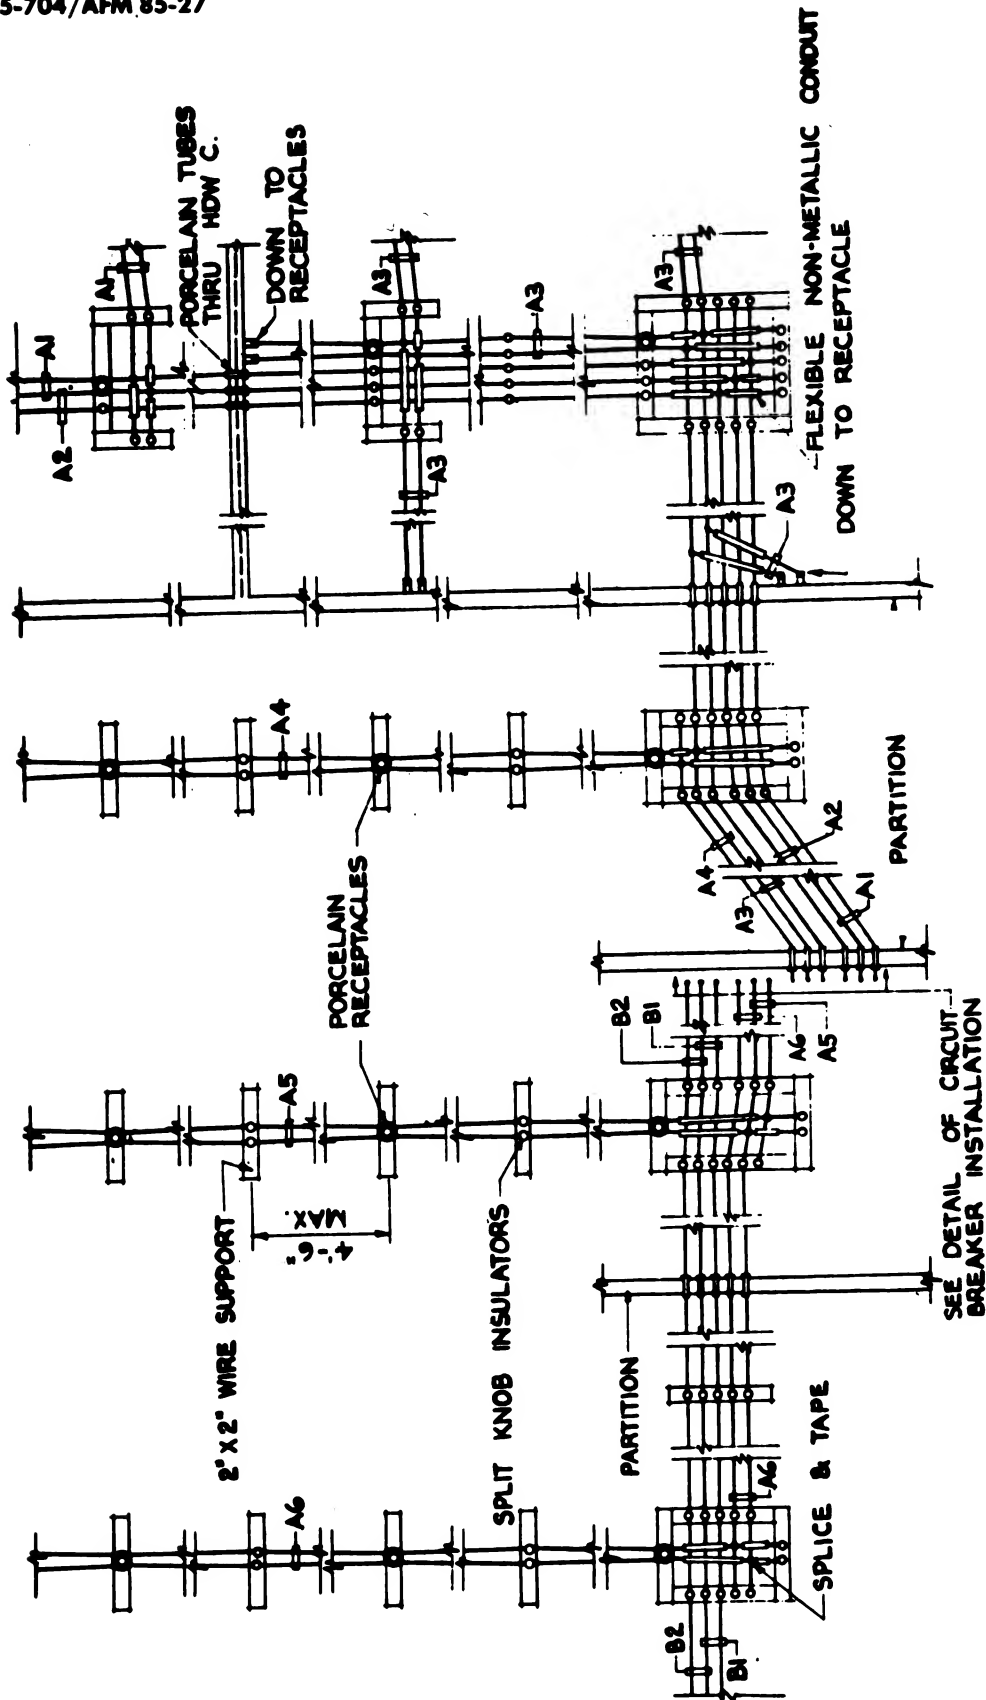 5-704/AFM 85-27
A1
A2
A1
PORCELAIN TUBES
THRU HDW C.
DOWN TO
RECEPTACLES
A3
A3
A3
A3
A3
FLEXIBLE NON-METALLIC CONDUIT
DOWN TO RECEPTACLE
A4
PORCELAIN
RECEPTACLES
A4
A3
A2
A1
PARTITION
A5
2"X2" WIRE SUPPORT
4'-6"
MAX.
SPLIT KNOB INSULATORS
B2
B1
A6
A5
SEE DETAIL OF CIRCUIT
BREAKER INSTALLATION
PARTITION
A6
A6
SPLICE & TAPE
B2
B1